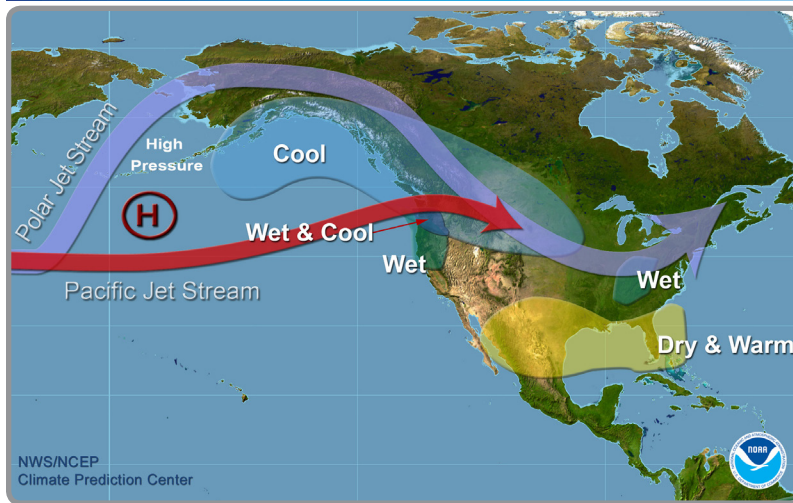 Polar Jet Stream
High
Pressure
H
Cool
Wet & Cool
Wet
Pacific Jet Stream
Wet
Dry & Warm
NWS/NCEP
Climate Prediction Center
NOAA